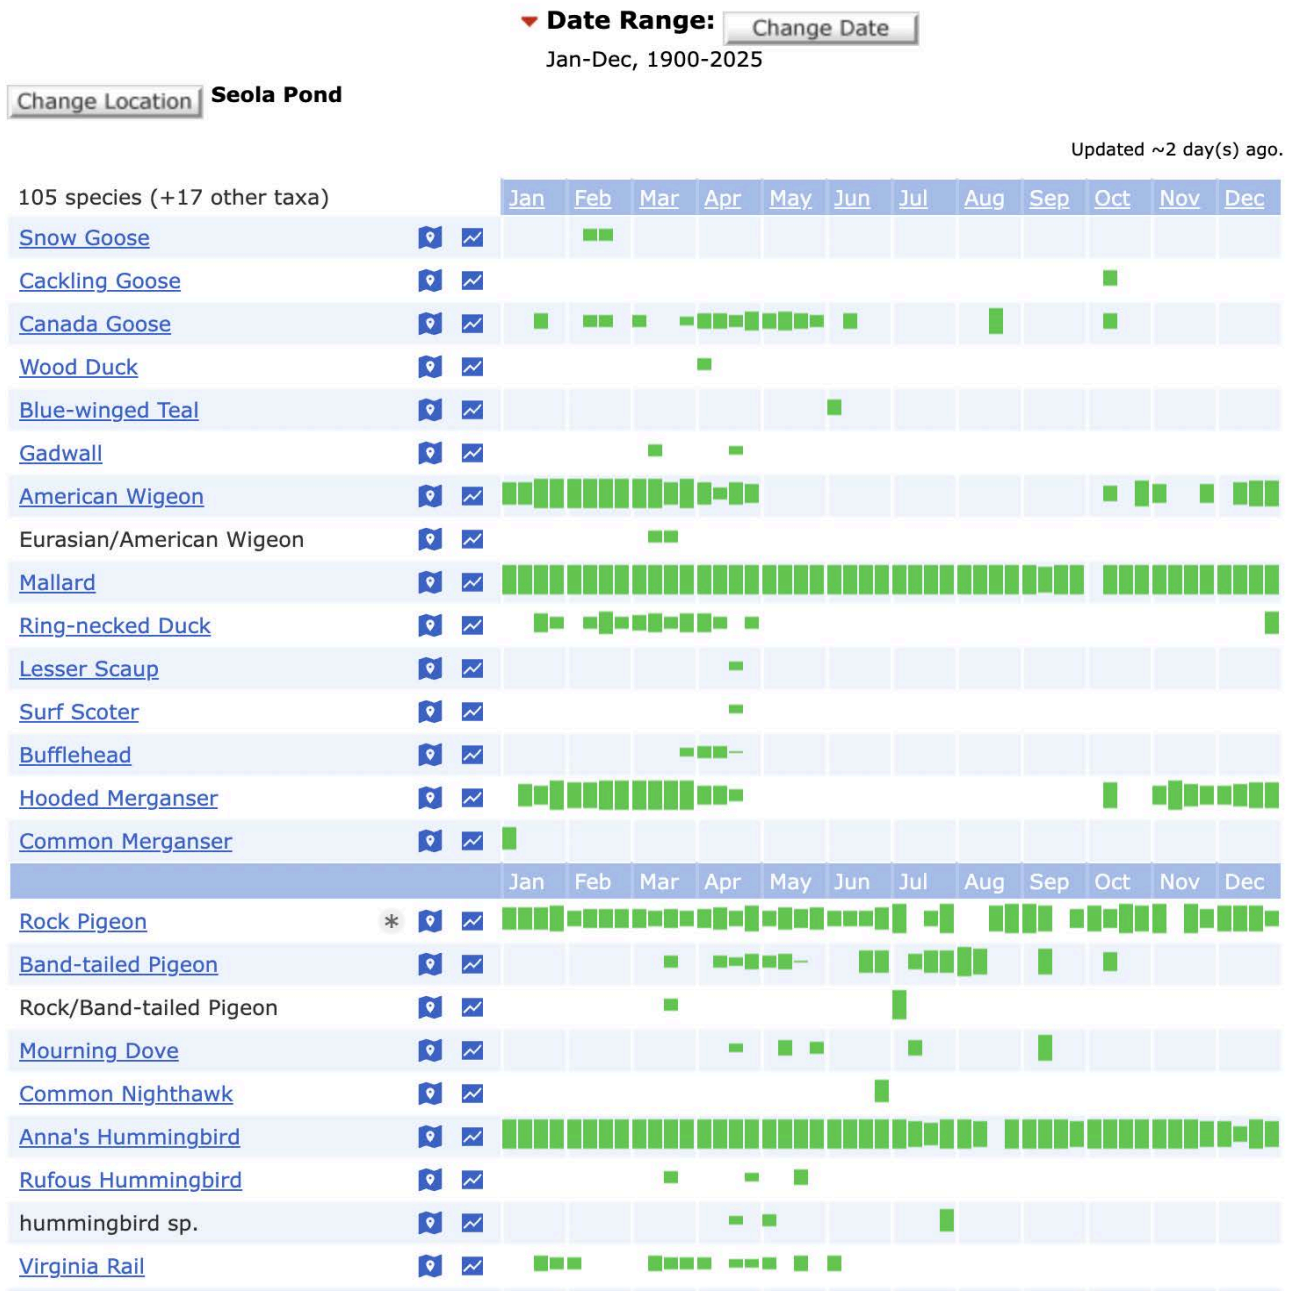 Date Range: Change Date
Jan-Dec, 1900-2025
Change Location Seola Pond
Updated ~2 day(s) ago.
105 species (+17 other taxa) Jan Feb Mar Apr May Jun Jul Aug Sep Oct Nov Dec
Snow Goose
Cackling Goose
Canada Goose
Wood Duck
Blue-winged Teal
Gadwall
American Wigeon
Eurasian/American Wigeon
Mallard
Ring-necked Duck
Lesser Scaup
Surf Scoter
Bufflehead
Hooded Merganser
Common Merganser
Jan Feb Mar Apr May Jun Jul Aug Sep Oct Nov Dec
Rock Pigeon *
Band-tailed Pigeon
Rock/Band-tailed Pigeon
Mourning Dove
Common Nighthawk
Anna's Hummingbird
Rufous Hummingbird
hummingbird sp.
Virginia Rail